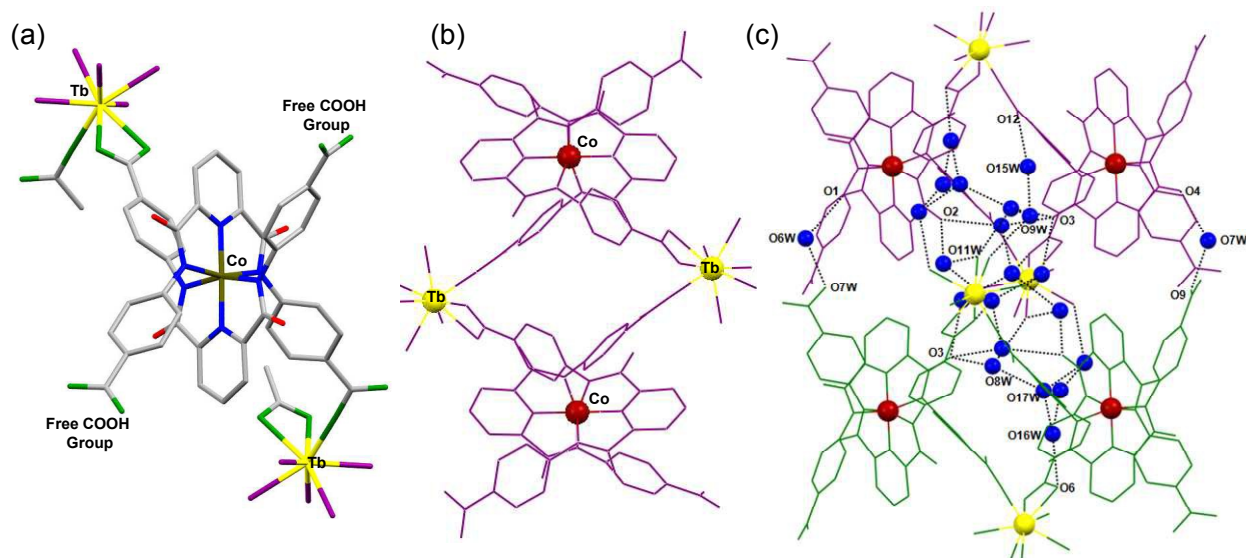 (a)
Tb
Free COOH
Group
Co
Free COOH
Group
Tb
(b)
Co
Tb
Tb
Co
(c)
O12
O15W
O1
O2
O9W
O3
O4
O6W
O11W
O7W
O7W
O9
O3
O8W
O17W
O16W
O6